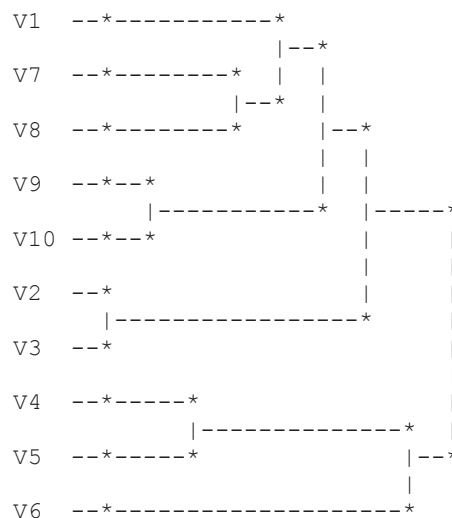 V1 --*-----------*
|--*
V7 --*--------* | |
|--*  |
V8 --*--------* |--*
| |
V9 --*--* | |
|-----------* |-----*
V10 --*--* | |
| |
V2 --* | |
|----------------* |
V3 --* |
|
V4 --*-----* |
|-------------* |
V5 --*-----* |--*
|
V6 --*--------------------*